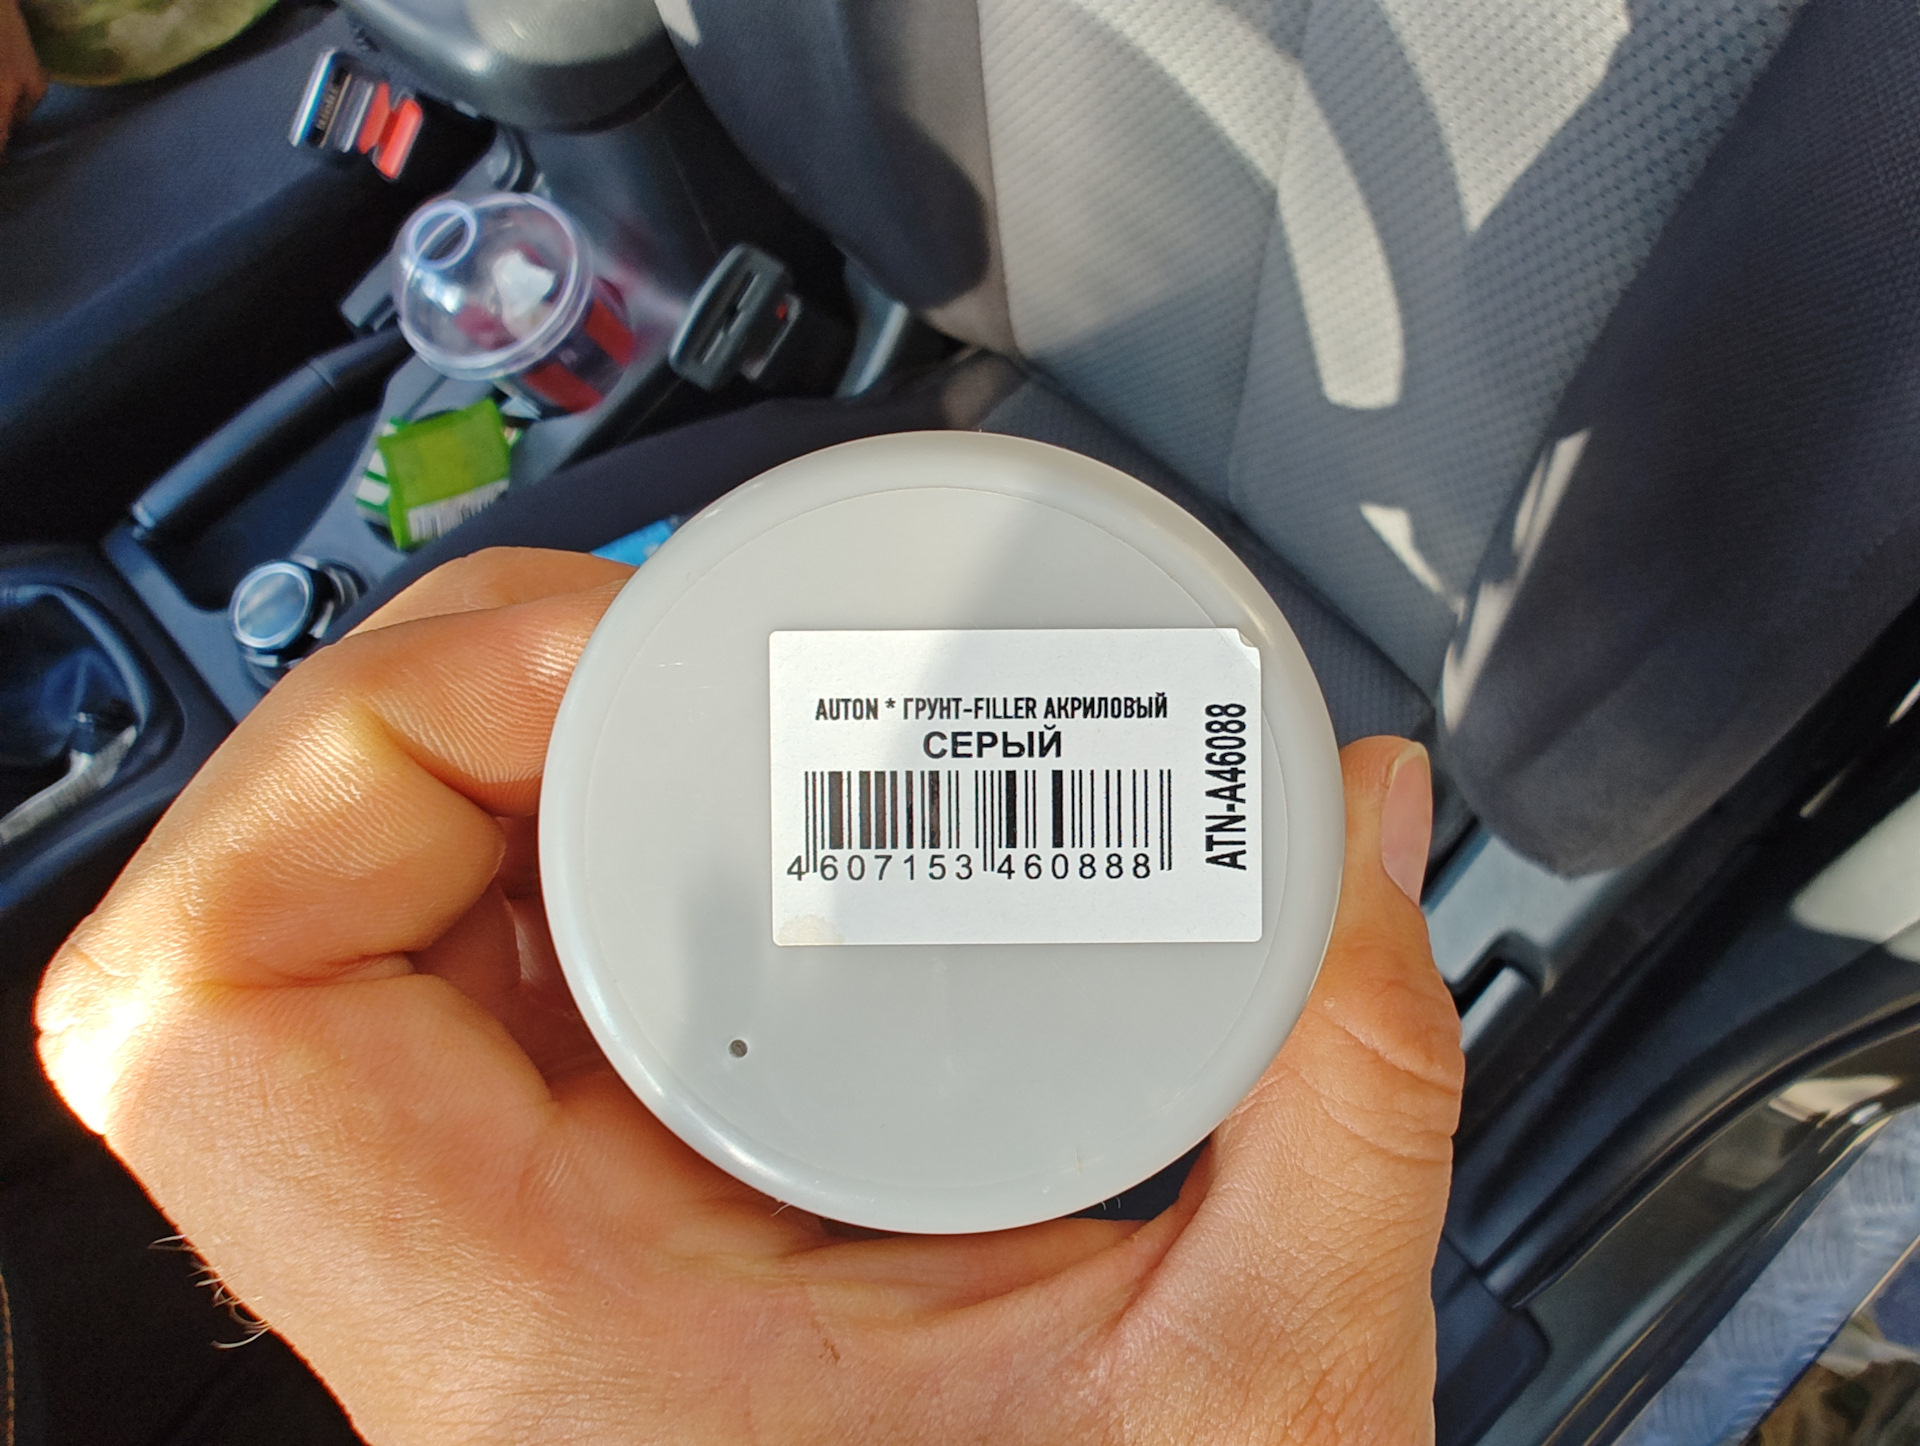 AUTON * ГРУНТ-FILLER АКРИЛОВЫЙ
СЕРЫЙ
4 607153 460888
ATN-A46088